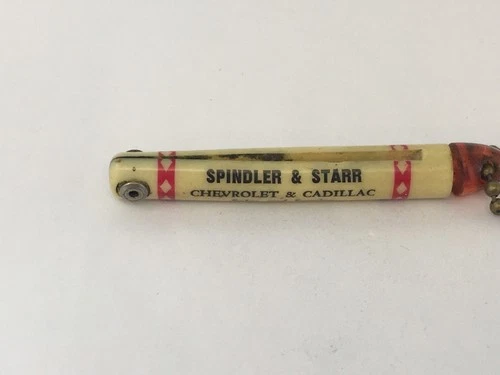 SPINDLER & STARR
CHEVROLET & CADILLAC